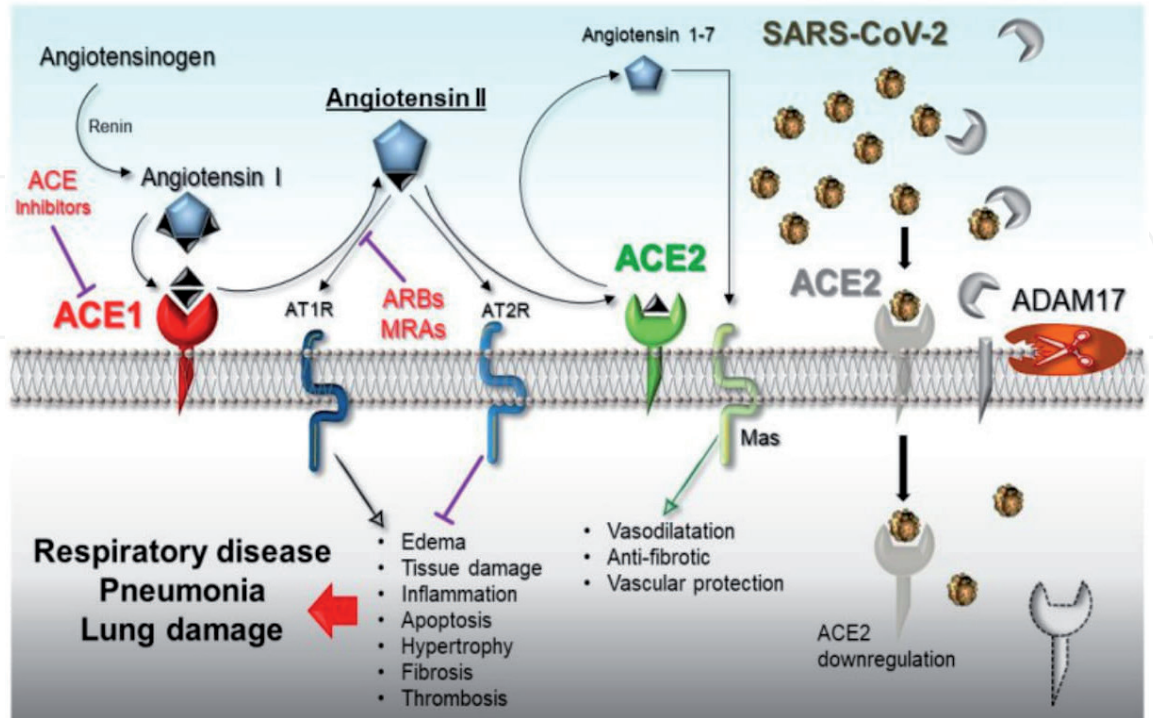 Angiotensinogen
Renin
Angiotensin I
ACE
Inhibitors
ACE1
Angiotensin II
AT1R
ARBs
MRAs
AT2R
Angiotensin 1-7
ACE2
Mas
SARS-CoV-2
ACE2
ADAM17
Respiratory disease
Pneumonia
Lung damage
• Edema
• Tissue damage
• Inflammation
• Apoptosis
• Hypertrophy
• Fibrosis
• Thrombosis
• Vasodilatation
• Anti-fibrotic
• Vascular protection
ACE2
downregulation